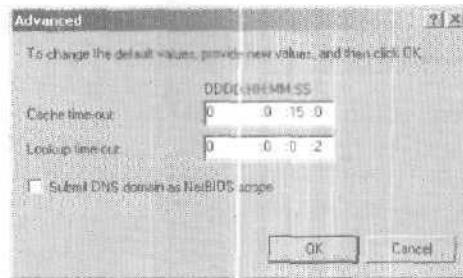 Advanced
To change the default values, provide new values, and then click OK.
DDDD:HH:MM:SS
Cache time-out: 0 :0 :15 :0
Lookup time-out: 0 :0 :0 :2
Submit DNS domain as NetBIOS scope
OK Cancel